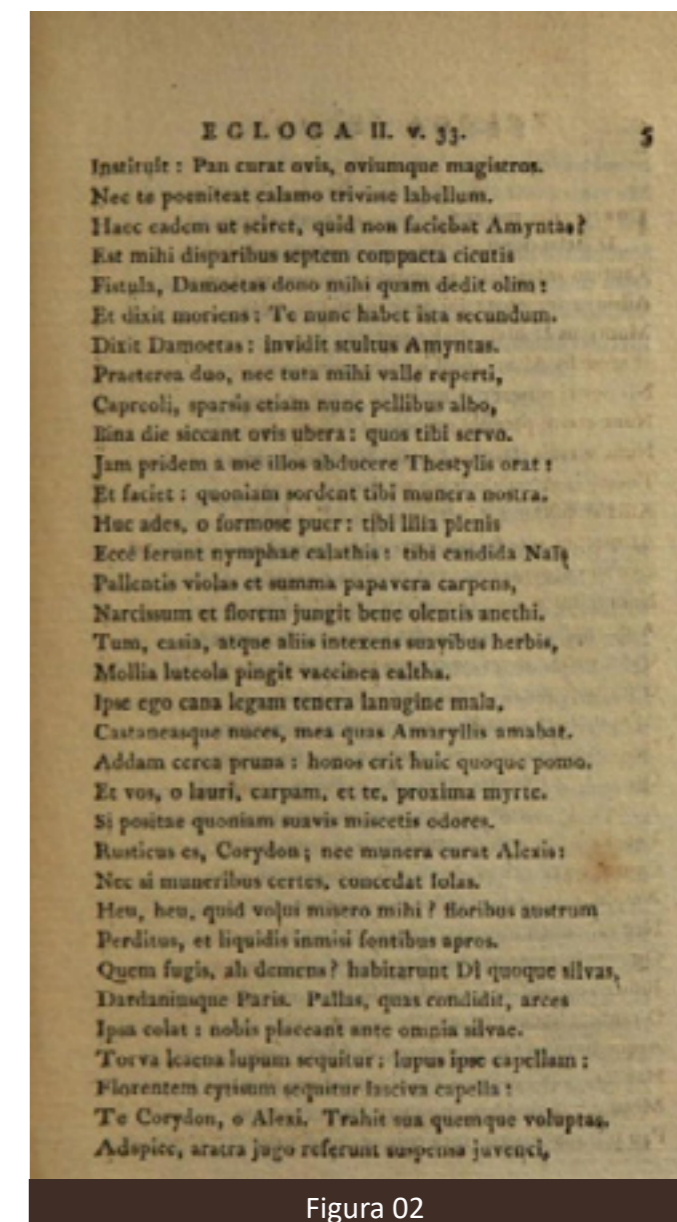 EGLOGA II. v. 33. 5
Instituit : Pan curat ovis, oviumque magistros.
Nec te poeniteat calamo trivisse labellum.
Haec eadem ut sciret, quid non faciebat Amyntas?
Est mihi disparibus septem compacta cicutis
Fistula, Damoetas dono mihi quam dedit olim :
Et dixit moriens : Te nunc habet ista secundum.
Dixit Damoetas : invidit stultus Amyntas.
Praeterea duo, nec tuta mihi valle reperti,
Capreoli, sparsis etiam nunc pellibus albo,
Bina die siccant ovis ubera : quos tibi servo.
Jam pridem a me illos abducere Thestylis orat :
Et faciet : quoniam sordent tibi munera nostra.
Huc ades, o formose puer : tibi lilia plenis
Ecce ferunt nymphae calathis : tibi candida Naïs
Pallentis violas et summa papavera carpens,
Narcissum et florem jungit bene olentis anethi.
Tum, casia, atque aliis intexens suavibus herbis,
Mollia luteola pingit vaccinea caltha.
Ipse ego cana legam tenera lanugine mala,
Castaneasque nuces, mea quas Amaryllis amabat.
Addam cerea pruna : honos erit huic quoque pomo.
Et vos, o lauri, carpam, et te, proxima myrte.
Si positae quoniam suavis miscetis odores.
Rusticus es, Corydon ; nec munera curat Alexis :
Nec si muneribus certes, concedat Iolas.
Heu, heu, quid volui misero mihi ? floribus austrum
Perditus, et liquidis inmisi fontibus apros.
Quem fugis, ah demens ? habitarunt Dî quoque silvas,
Dardaniusque Paris. Pallas, quas condidit, arces
Ipsa colat : nobis placeant ante omnia silvae.
Torva leaena lupum sequitur ; lupus ipse capellam ;
Florentem cytisum sequitur lasciva capella :
Te Corydon, o Alexi. Trahit sua quemque voluptas.
Adspice, aratra jugo referunt suspensa juvenci,
Figura 02